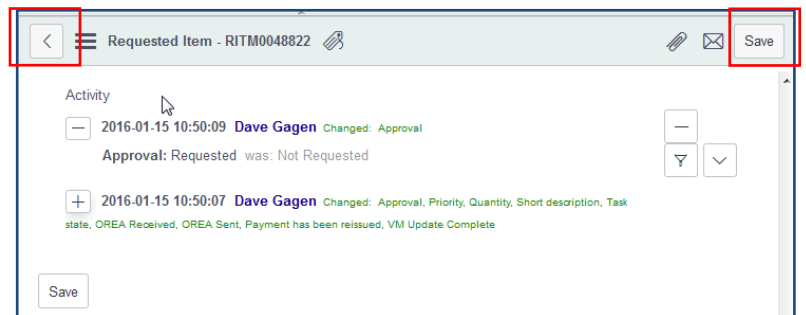 Requested Item - RITM0048822
Save
Activity
2016-01-15 10:50:09 Dave Gagen Changed: Approval
Approval: Requested was: Not Requested
2016-01-15 10:50:07 Dave Gagen Changed: Approval, Priority, Quantity, Short description, Task
state, OREA Received, OREA Sent, Payment has been reissued, VM Update Complete
Save